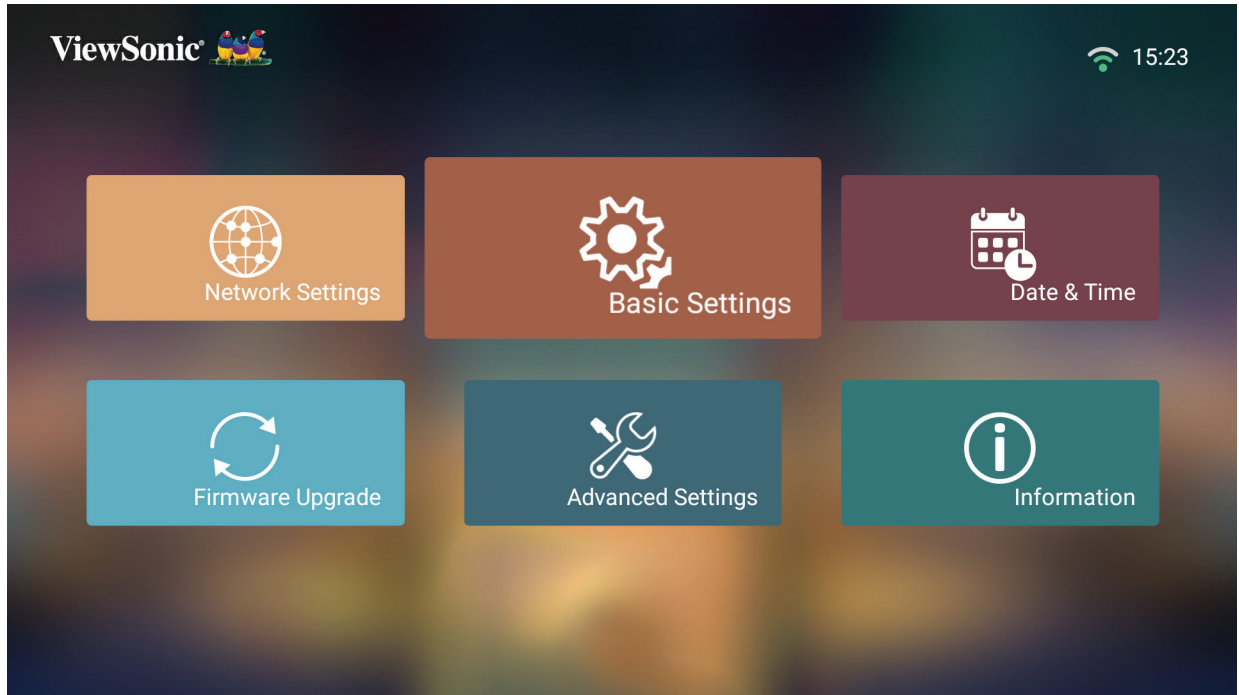 ViewSonic®
15:23
Network Settings
Basic Settings
Date & Time
Firmware Upgrade
Advanced Settings
Information